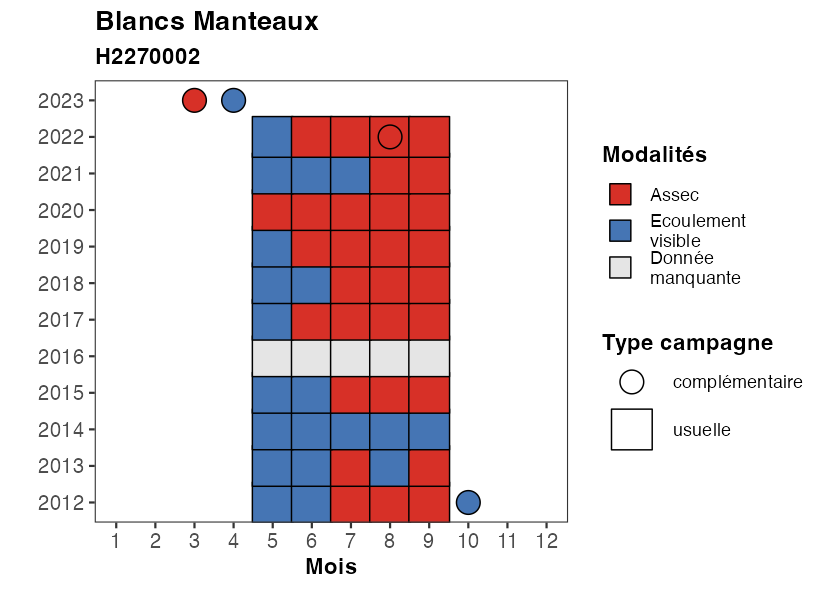 Blancs Manteaux
H2270002
2023
2022
2021
2020
2019
2018
2017
2016
2015
2014
2013
2012
1 2 3 4 5 6 7 8 9 10 11 12
Mois
Modalités
Assec
Ecoulement
visible
Donnée
manquante
Type campagne
complémentaire
usuelle